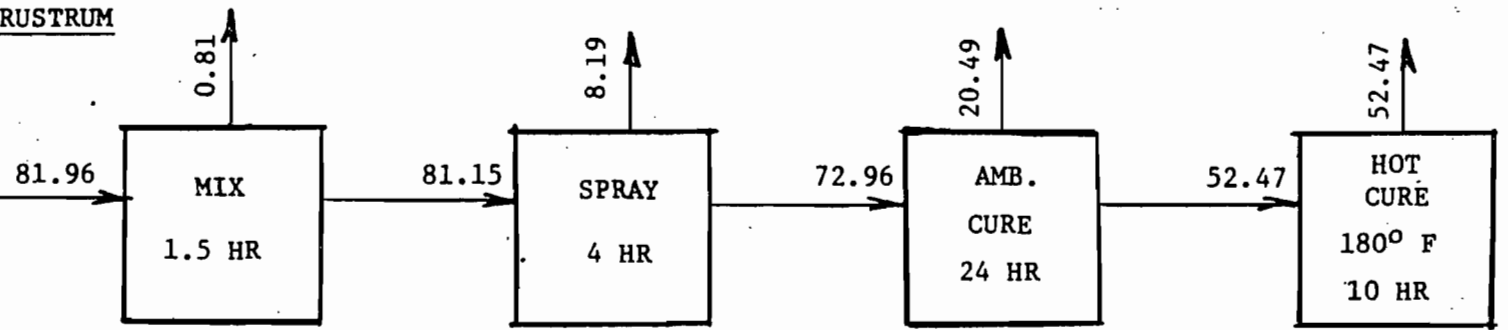 RUSTRUM
0.81
8.19
20.49
52.47
81.96
MIX
1.5 HR
81.15
SPRAY
4 HR
72.96
AMB.
CURE
24 HR
52.47
HOT
CURE
180º F
10 HR